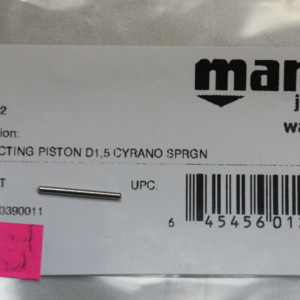 mar
j
wa
2
ion:
CTING PISTON D1,5 CYRANO SPRGN
T
UPC:
0390011
6 45456 01